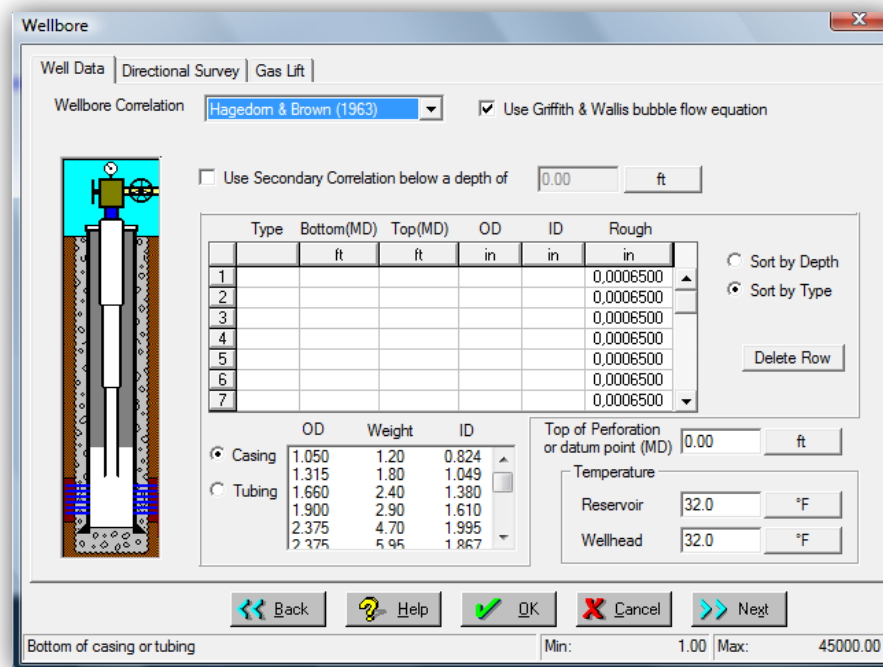 Wellbore
Well Data Directional Survey Gas Lift
Wellbore Correlation Hagedorn & Brown (1963) Use Griffith & Wallis bubble flow equation
Use Secondary Correlation below a depth of 0.00 ft
Type Bottom(MD) Top(MD) OD ID Rough
ft ft in in in
1 0,0006500
2 0,0006500
3 0,0006500
4 0,0006500
5 0,0006500
6 0,0006500
7 0,0006500
Sort by Depth
Sort by Type
Delete Row
OD Weight ID
Casing
Tubing
1.050 1.20 0.824
1.315 1.80 1.049
1.660 2.40 1.380
1.900 2.90 1.610
2.375 4.70 1.995
2.375 5.95 1.867
Top of Perforation
or datum point (MD) 0.00 ft
Temperature
Reservoir 32.0 °F
Wellhead 32.0 °F
Back Help OK Cancel Next
Bottom of casing or tubing Min: 1.00 Max: 45000.00